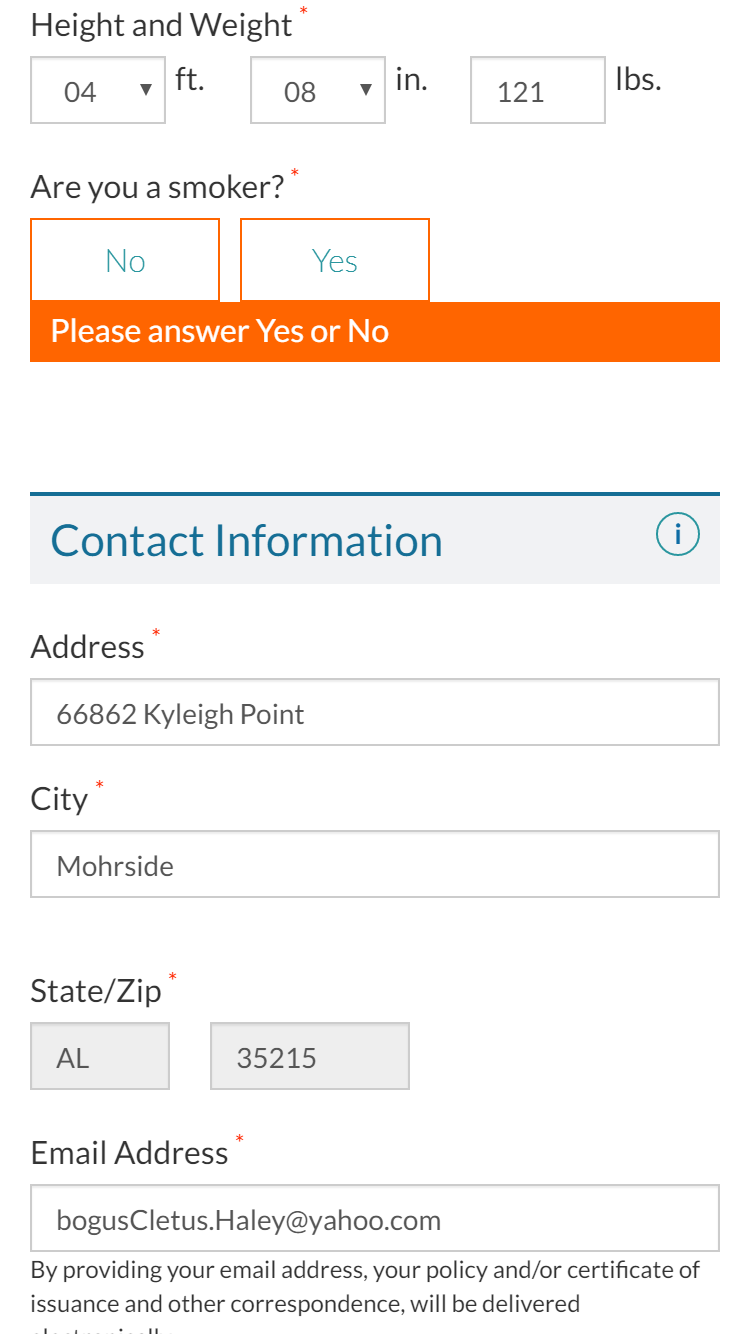 Height and Weight *
04 ▼ ft. 08 ▼ in. 121 lbs.
Are you a smoker? *
No Yes
Please answer Yes or No
Contact Information i
Address *
66862 Kyleigh Point
City *
Mohrside
State/Zip *
AL 35215
Email Address *
bogusCletus.Haley@yahoo.com
By providing your email address, your policy and/or certificate of
issuance and other correspondence, will be delivered